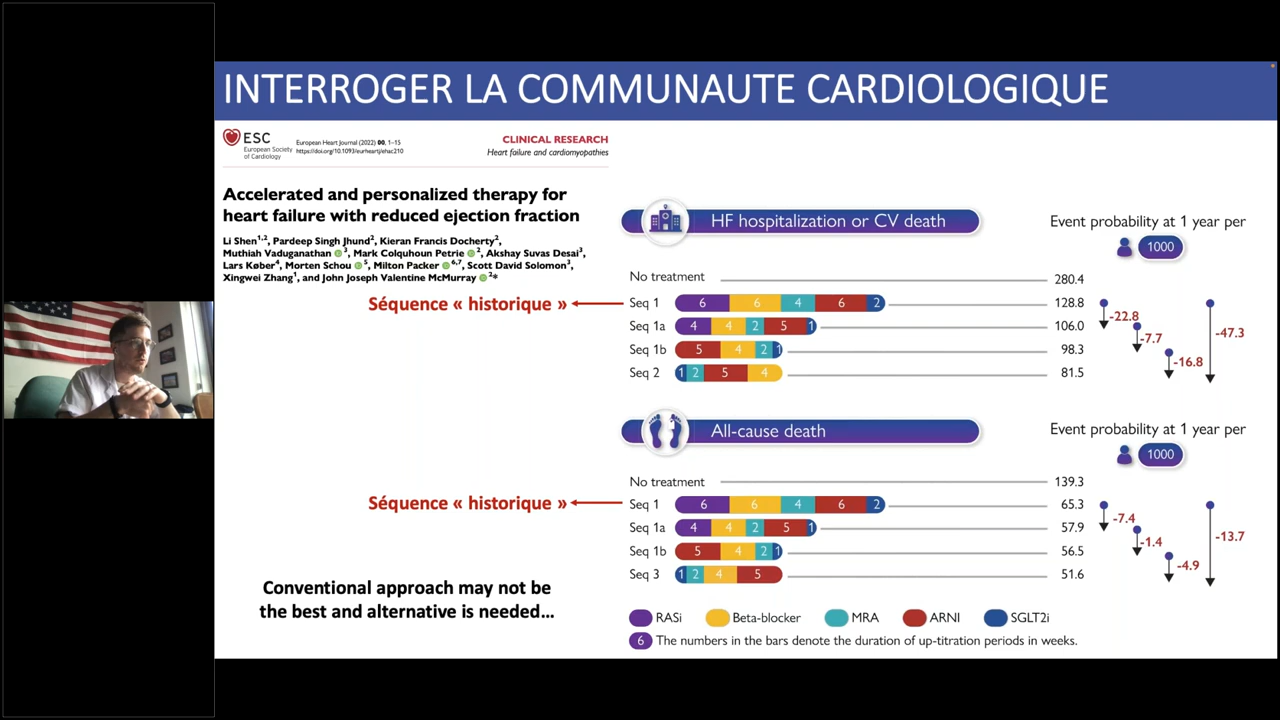 INTERROGER LA COMMUNAUTE CARDIOLOGIQUE
ESC
European Society
of Cardiology
European Heart Journal (2022) 00, 1–15
https://doi.org/10.1093/eurheartj/ehac210
CLINICAL RESEARCH
Heart failure and cardiomyopathies
Accelerated and personalized therapy for
heart failure with reduced ejection fraction
Li Shen1,2, Pardeep Singh Jhund2, Kieran Francis Docherty2,
Muthiah Vaduganathan 3, Mark Colquhoun Petrie 2, Akshay Suvas Desai3,
Lars Køber4, Morten Schou 5, Milton Packer 6,7, Scott David Solomon3,
Xingwei Zhang1, and John Joseph Valentine McMurray 2*
HF hospitalization or CV death
Event probability at 1 year per
1000
No treatment 280.4
Séquence « historique »
Seq 1 6 6 4 6 2 128.8
Seq 1a 4 4 2 5 1 106.0
Seq 1b 5 4 2 1 98.3
Seq 2 1 2 5 4 81.5
-22.8
-7.7
-16.8
-47.3
All-cause death
Event probability at 1 year per
1000
No treatment 139.3
Séquence « historique »
Seq 1 6 6 4 6 2 65.3
Seq 1a 4 4 2 5 1 57.9
Seq 1b 5 4 2 1 56.5
Seq 3 1 2 4 5 51.6
-7.4
-1.4
-4.9
-13.7
Conventional approach may not be
the best and alternative is needed…
RASi Beta-blocker MRA ARNI SGLT2i
6 The numbers in the bars denote the duration of up-titration periods in weeks.